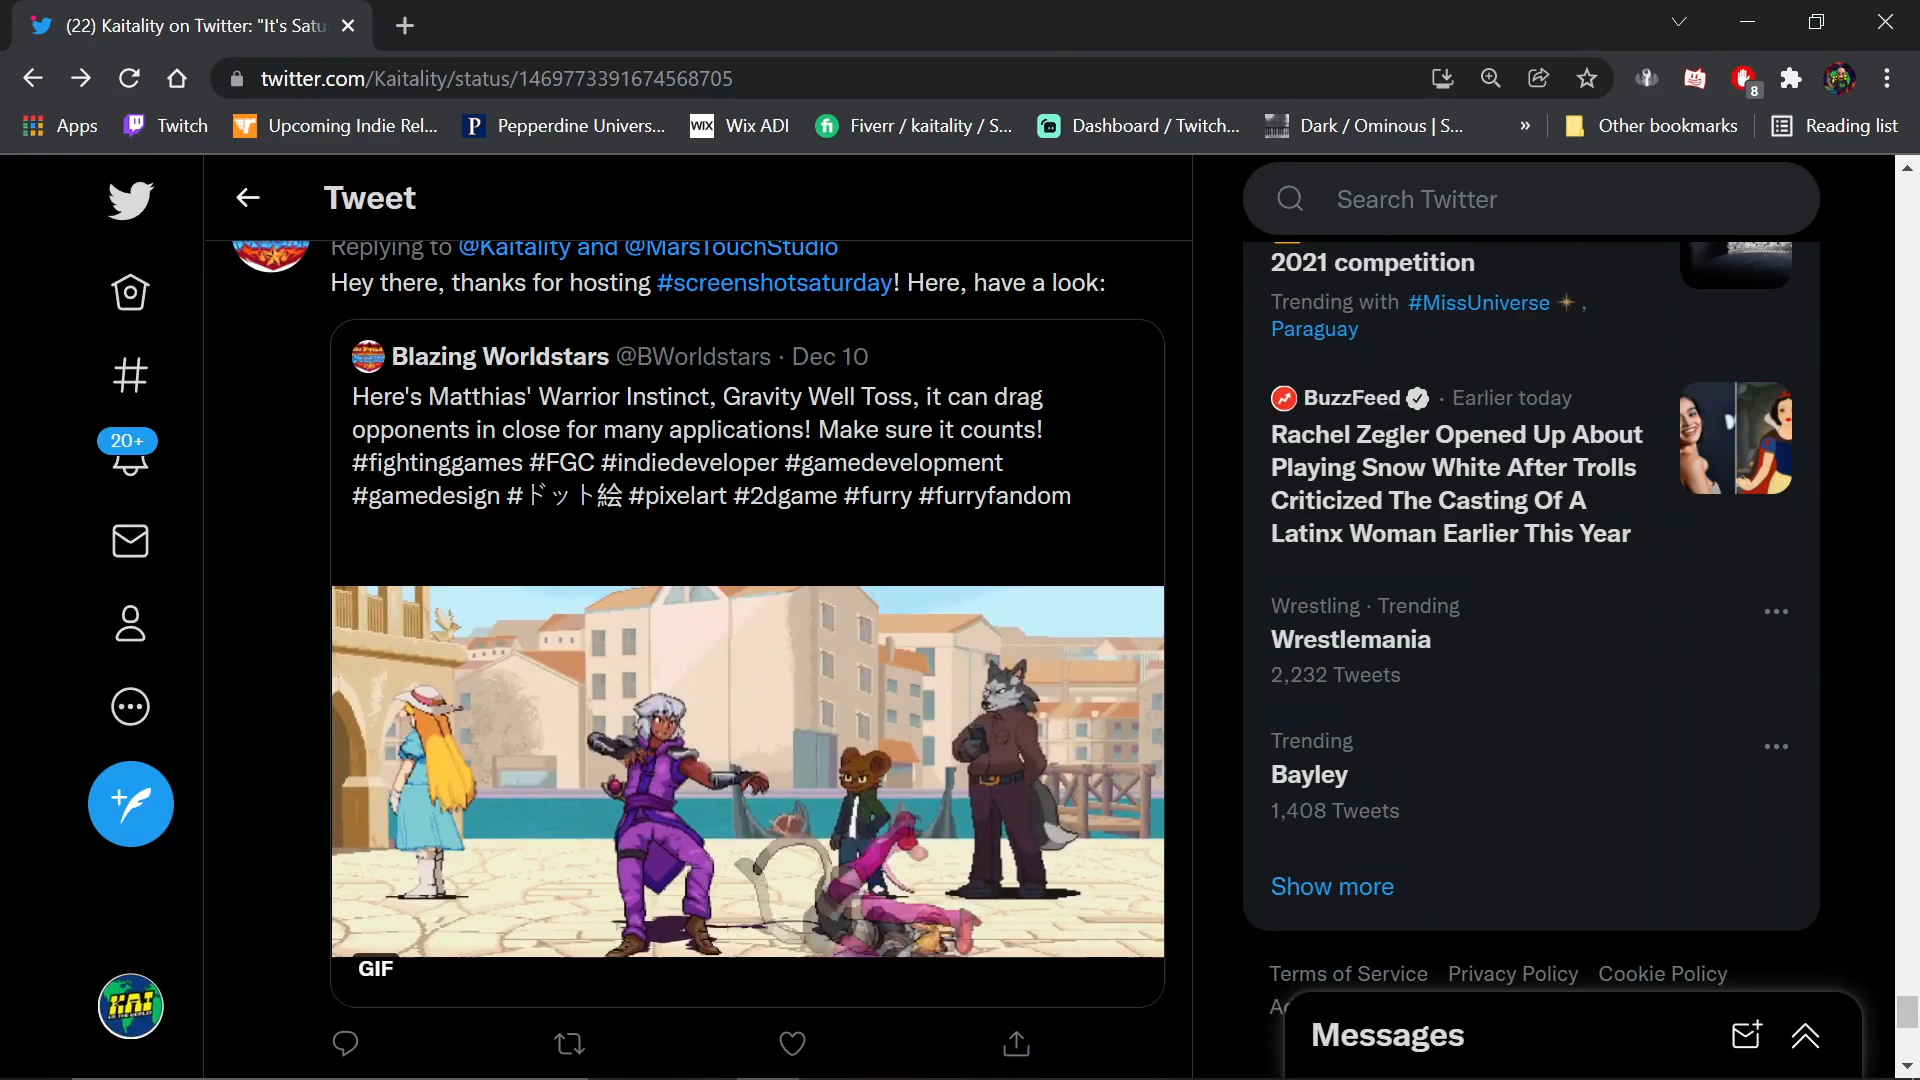 (22) Kaitality on Twitter: "It's Satu
twitter.com/Kaitality/status/1469773391674568705
8
Apps
Twitch
Upcoming Indie Rel...
P
Pepperdine Univers...
WIX
Wix ADI
fi
Fiverr / kaitality / S...
Dashboard / Twitch...
Dark / Ominous | S...
»
Other bookmarks
Reading list
20+
KAI
Tweet
Replying to @Kaitality and @MarsTouchStudio
Hey there, thanks for hosting #screenshotsaturday! Here, have a look:
Blazing Worldstars @BWorldstars · Dec 10
Here's Matthias' Warrior Instinct, Gravity Well Toss, it can drag
opponents in close for many applications! Make sure it counts!
#fightinggames #FGC #indiedeveloper #gamedevelopment
#gamedesign #ドット絵 #pixelart #2dgame #furry #furryfandom
GIF
Search Twitter
2021 competition
Trending with #MissUniverse ,
Paraguay
BuzzFeed · Earlier today
Rachel Zegler Opened Up About
Playing Snow White After Trolls
Criticized The Casting Of A
Latinx Woman Earlier This Year
Wrestling · Trending
Wrestlemania
2,232 Tweets
Trending
Bayley
1,408 Tweets
Show more
Terms of Service Privacy Policy Cookie Policy
Messages